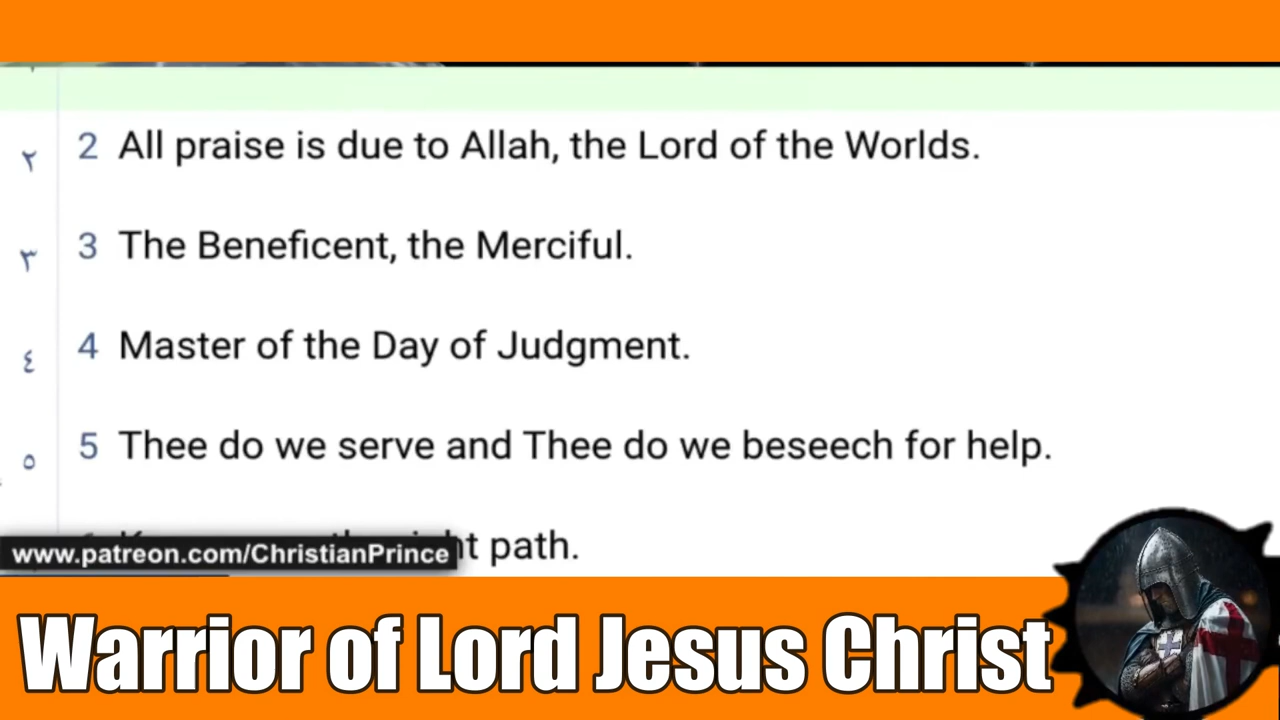 ٢ 2 All praise is due to Allah, the Lord of the Worlds.
٣ 3 The Beneficent, the Merciful.
٤ 4 Master of the Day of Judgment.
٥ 5 Thee do we serve and Thee do we beseech for help.
path.
www.patreon.com/ChristianPrince
Warrior of Lord Jesus Christ